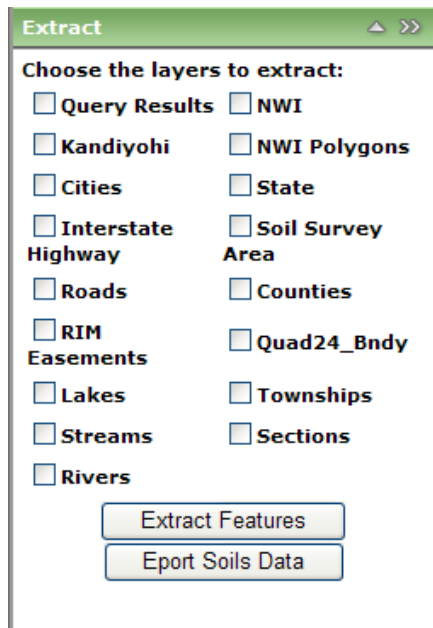 Extract
Choose the layers to extract:
Query Results NWI
Kandiyohi NWI Polygons
Cities State
Interstate Highway Soil Survey Area
Roads Counties
RIM Easements Quad24_Bndy
Lakes Townships
Streams Sections
Rivers
Extract Features
Eport Soils Data